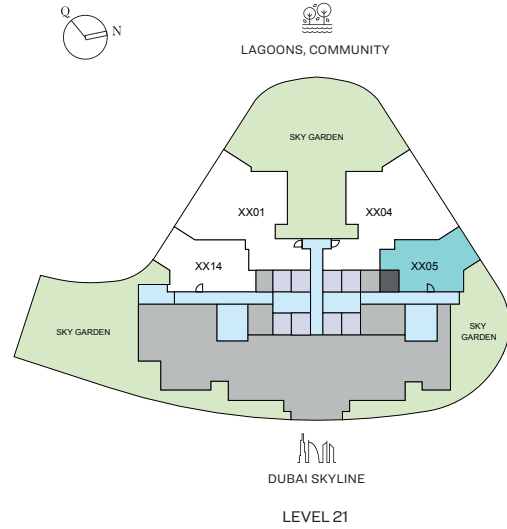 Q
N
LAGOONS, COMMUNITY
SKY GARDEN
XX01
XX04
XX14
XX05
SKY GARDEN
SKY
GARDEN
DUBAI SKYLINE
LEVEL 21